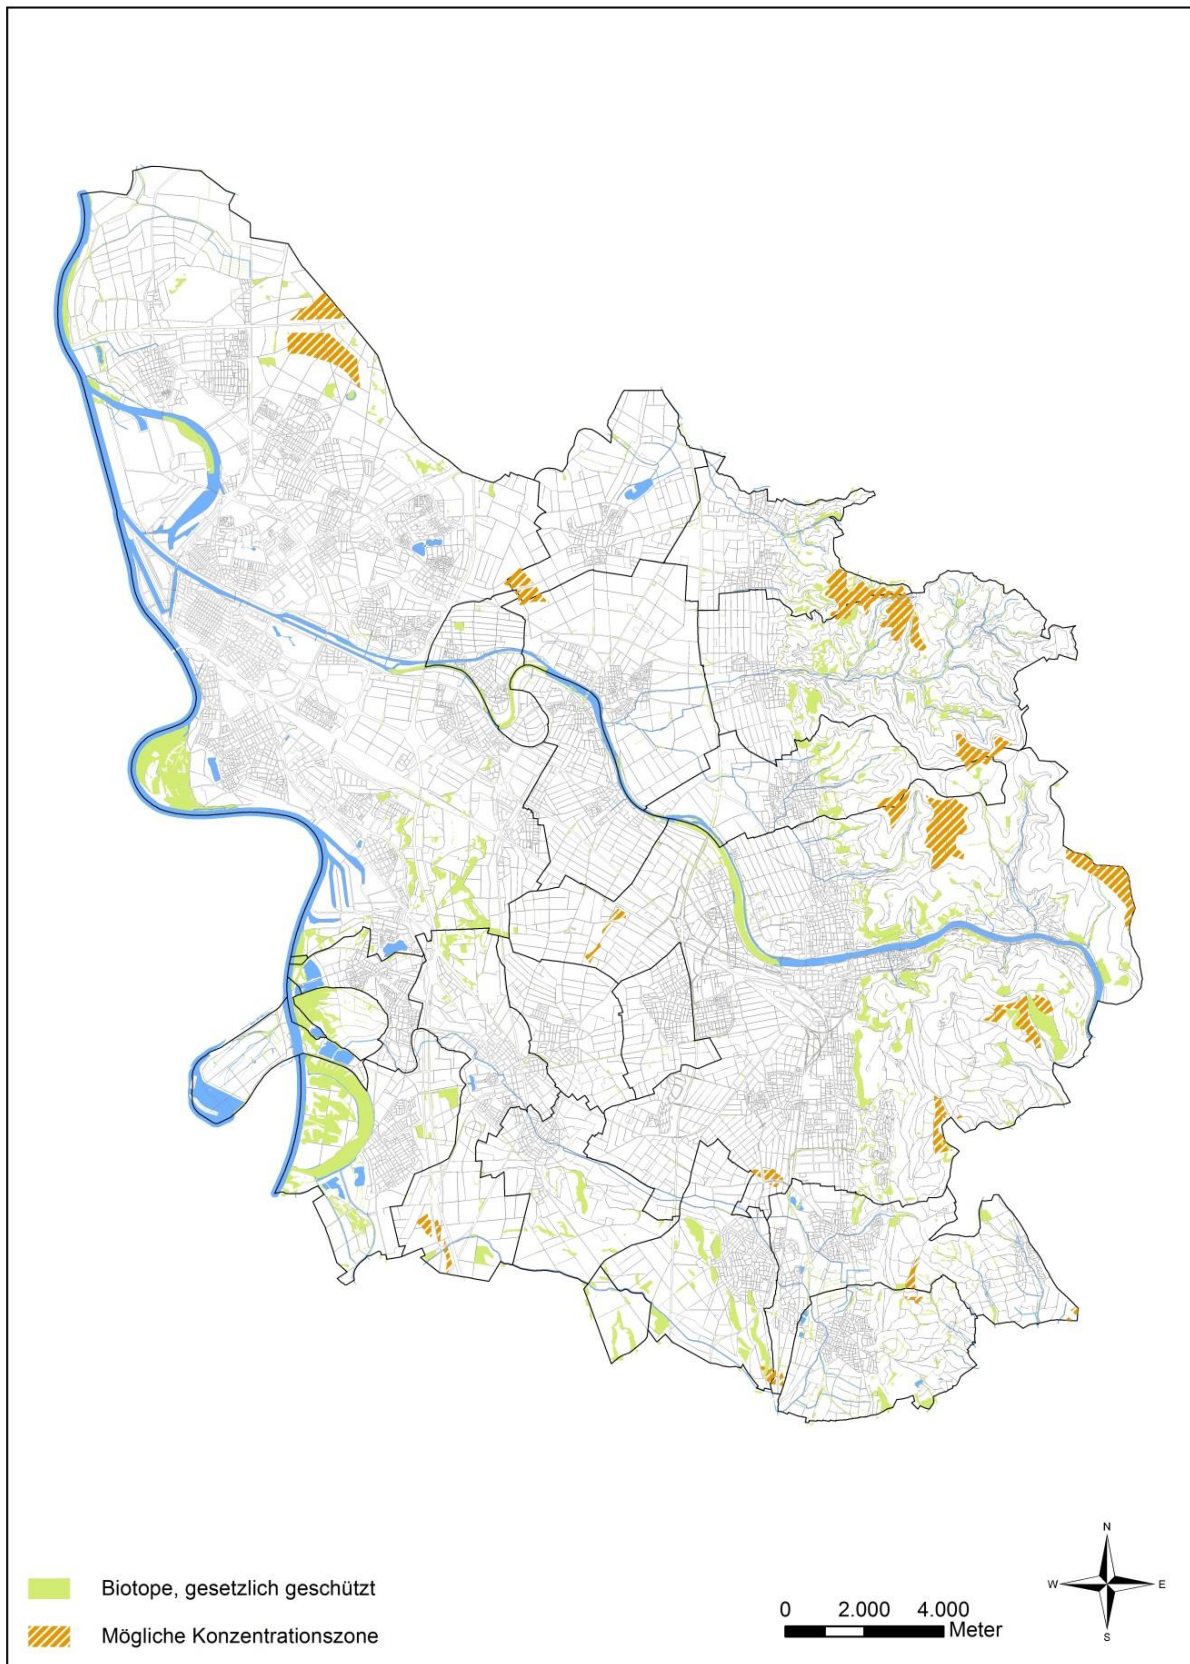 Biotope, gesetzlich geschützt
Mögliche Konzentrationszone
0 2.000 4.000
Meter
N
W E
S